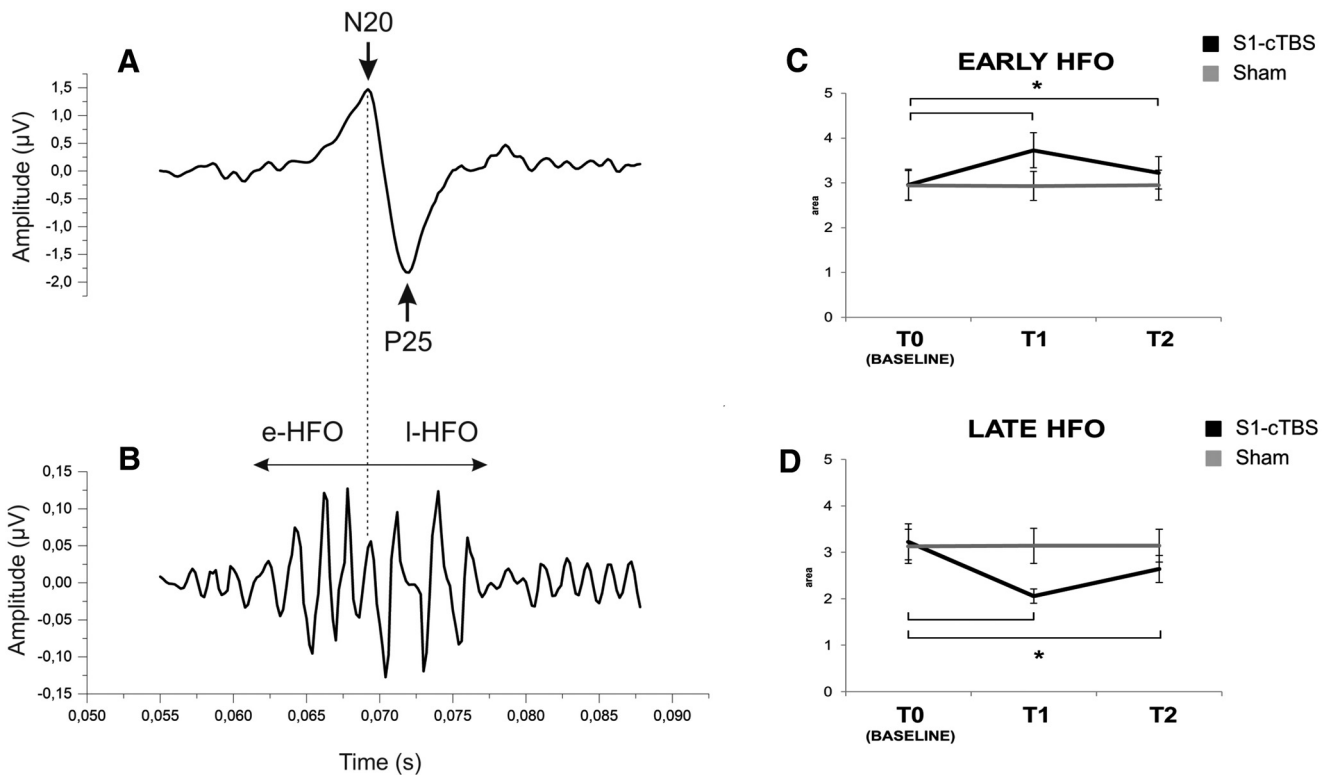 A
N20
Amplitude (µV)
1,5
1,0
0,5
0,0
-0,5
-1,0
-1,5
-2,0
P25
B
e-HFO
l-HFO
Amplitude (µV)
0,15
0,10
0,05
0,00
-0,05
-0,10
-0,15
0,050 0,055 0,060 0,065 0,070 0,075 0,080 0,085 0,090
Time (s)
C
EARLY HFO
S1-cTBS
Sham
*
area
5
4
3
2
1
0
T0 T1 T2
(BASELINE)
D
LATE HFO
S1-cTBS
Sham
area
5
4
3
2
1
0
*
T0 T1 T2
(BASELINE)